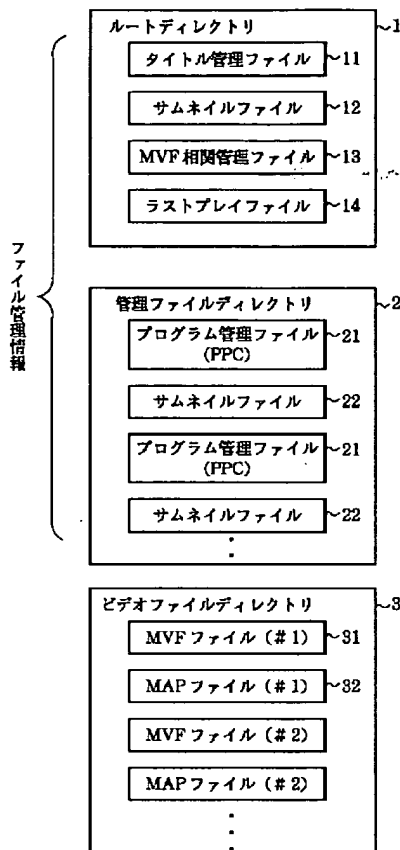 ルートディレクトリ ~1
タイトル管理ファイル ~11
サムネイルファイル ~12
MVF相関管理ファイル ~13
ラストプレイファイル ~14
ファイル管理情報
管理ファイルディレクトリ ~2
プログラム管理ファイル ~21
(PPC)
サムネイルファイル ~22
プログラム管理ファイル ~21
(PPC)
サムネイルファイル ~22
ビデオファイルディレクトリ ~3
MVFファイル(#1) ~31
MAPファイル(#1) ~32
MVFファイル(#2)
MAPファイル(#2)